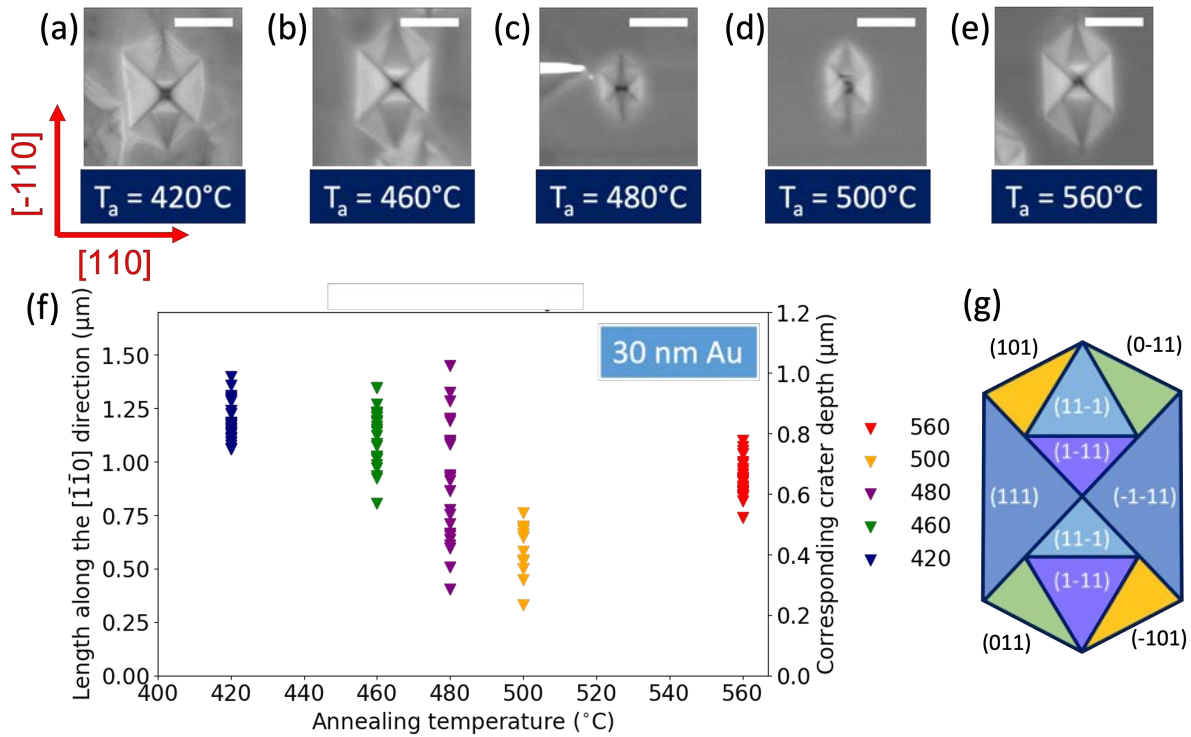 (a)
(b)
(c)
(d)
(e)
Tₐ = 420°C
Tₐ = 460°C
Tₐ = 480°C
Tₐ = 500°C
Tₐ = 560°C
[-110]
[110]
(f)
Length along the [1̄1̄0] direction (μm)
1.50
1.25
1.00
0.75
0.50
0.25
0.00
400
420
440
460
480
500
520
540
560
Annealing temperature (°C)
1.2
1.0
0.8
0.6
0.4
0.2
0.0
Corresponding crater depth (μm)
30 nm Au
560
500
480
460
420
(g)
(101)
(0-11)
(11-1)
(1-11)
(111)
(-1-11)
(11-1)
(1-11)
(011)
(-101)